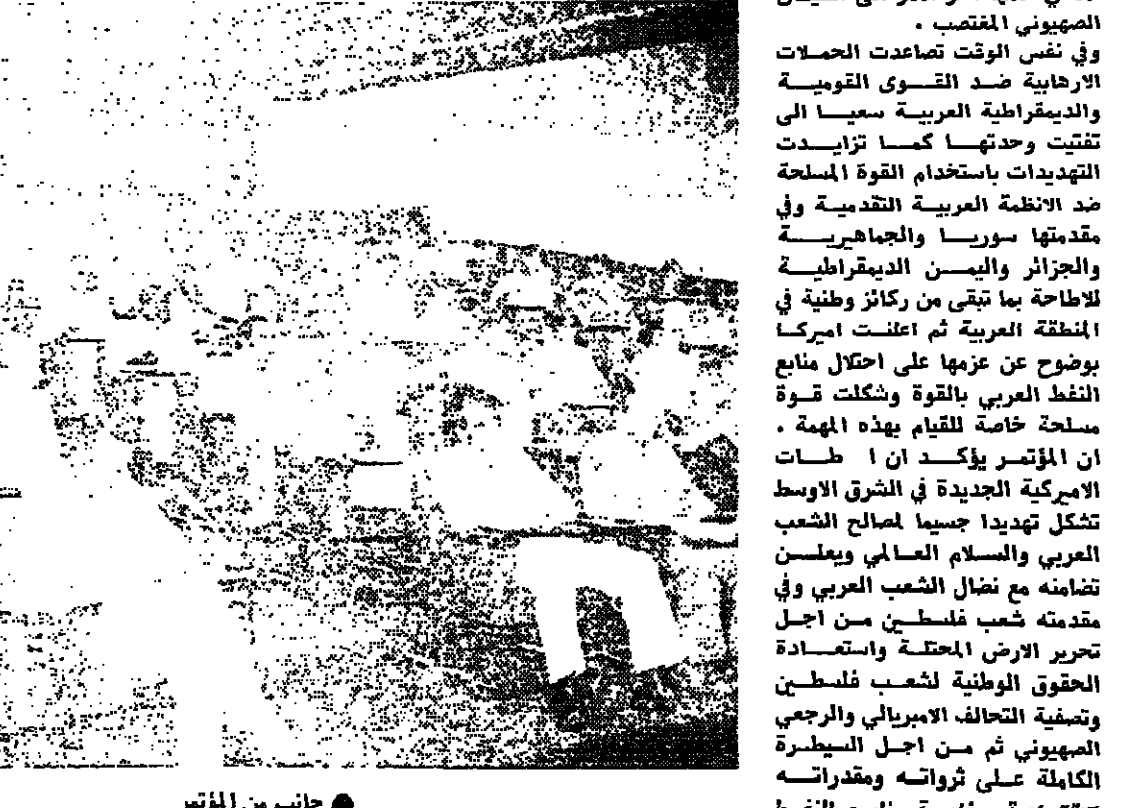 الصهيوني المغتصب .
وفي نفس الوقت تصاعدت الحملات
الارهابية ضد القوى القومية
والديمقراطية العربية سعيا الى
تفتيت وحدتها كما تزايدت
التهديدات باستخدام القوة المسلحة
ضد الانظمة العربية التقدمية وفي
مقدمتها سوريا والجماهيرية
والجزائر واليمن الديمقراطية
للاطاحة بما تبقى من ركائز وطنية في
المنطقة العربية ثم اعلنت اميركا
بوضوح عن عزمها على احتلال منابع
النفط العربي بالقوة وشكلت قوة
مسلحة خاصة للقيام بهذه المهمة .
ان المؤتمر يؤكد ان
الاميركية الجديدة في الشرق الاوسط
تشكل تهديدا جسيما لمصالح الشعب
العربي والسلام العالمي ويعلن
تضامنه مع نضال الشعب العربي وفي
مقدمته شعب فلسطين من اجل
تحرير الارض المحتلة واستعادة
الحقوق الوطنية لشعب فلسطين
وتصفية التحالف الامبريالي والرجعي
الصهيوني ثم من اجل السيطرة
الكاملة على ثرواته ومقدراته
● جانب من المؤتمر